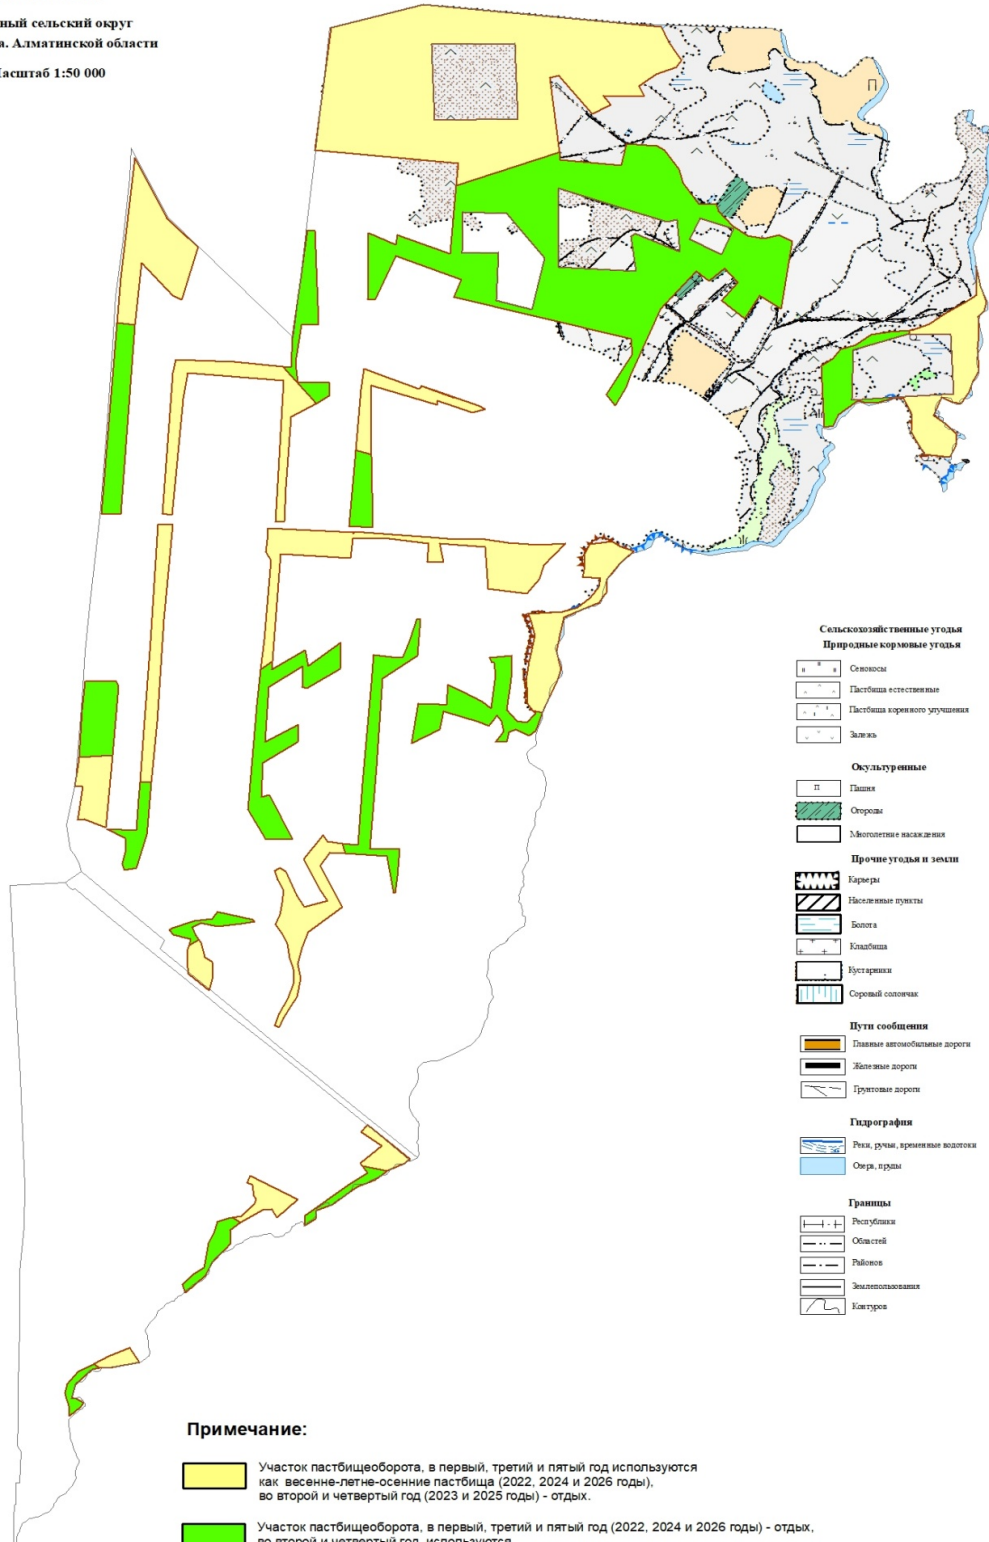 ный сельский округ
а. Алматинской области
Масштаб 1:50 000
П
Сельскохозяйственные угодья
Природные кормовые угодья
Сенокосы
Пастбища естественные
Пастбища коренного улучшения
Залежь
Окультуренные
П
Пашня
Огороды
Многолетние насаждения
Прочие угодья и земли
Карьеры
Населенные пункты
Болота
Кладбища
Кустарники
Соровый солончак
Пути сообщения
Главные автомобильные дороги
Железные дороги
Грунтовые дороги
Гидрография
Реки, ручьи, временные водотоки
Озера, пруды
Границы
Республики
Областей
Районов
Землепользования
Контуров
Примечание:
Участок пастбищеоборота, в первый, третий и пятый год используются
как весенне-летне-осенние пастбища (2022, 2024 и 2026 годы),
во второй и четвертый год (2023 и 2025 годы) - отдых.
Участок пастбищеоборота, в первый, третий и пятый год (2022, 2024 и 2026 годы) - отдых,
во второй и четвертый год используются